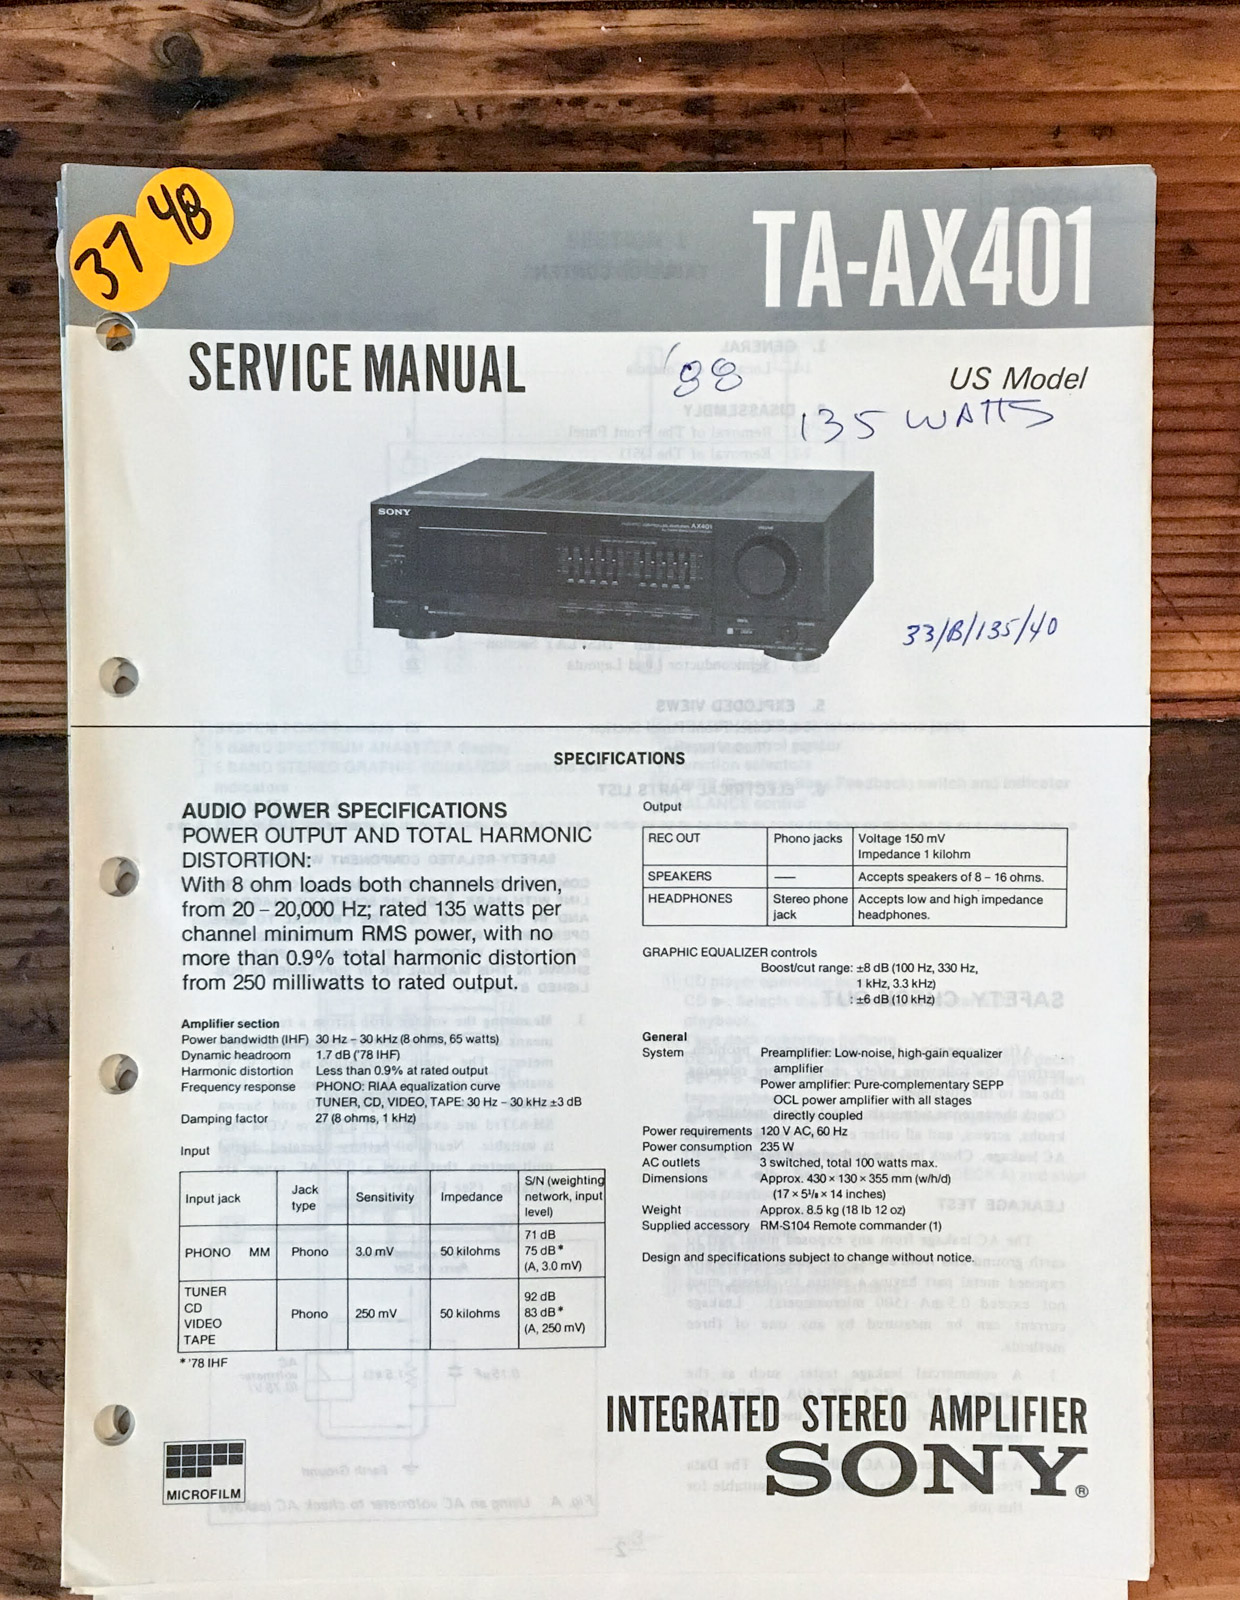 37
48
TA-AX401
SERVICE MANUAL
'88
US Model
135 WATTS
SONY
AX401
33/B/135/40
SPECIFICATIONS
AUDIO POWER SPECIFICATIONS
POWER OUTPUT AND TOTAL HARMONIC
DISTORTION:
With 8 ohm loads both channels driven,
from 20 – 20,000 Hz; rated 135 watts per
channel minimum RMS power, with no
more than 0.9% total harmonic distortion
from 250 milliwatts to rated output.
Amplifier section
Power bandwidth (IHF) 30 Hz – 30 kHz (8 ohms, 65 watts)
Dynamic headroom 1.7 dB ('78 IHF)
Harmonic distortion Less than 0.9% at rated output
Frequency response PHONO: RIAA equalization curve
TUNER, CD, VIDEO, TAPE: 30 Hz – 30 kHz ±3 dB
Damping factor 27 (8 ohms, 1 kHz)
Input
Input jack Jack type Sensitivity Impedance S/N (weighting network, input level)
PHONO MM Phono 3.0 mV 50 kilohms 71 dB
75 dB*
(A, 3.0 mV)
TUNER
CD
VIDEO
TAPE
Phono 250 mV 50 kilohms 92 dB
83 dB*
(A, 250 mV)
* '78 IHF
Output
REC OUT Phono jacks Voltage 150 mV
Impedance 1 kilohm
SPEAKERS — Accepts speakers of 8 – 16 ohms.
HEADPHONES Stereo phone jack Accepts low and high impedance
headphones.
GRAPHIC EQUALIZER controls
Boost/cut range: ±8 dB (100 Hz, 330 Hz,
1 kHz, 3.3 kHz)
: ±6 dB (10 kHz)
General
System Preamplifier: Low-noise, high-gain equalizer
amplifier
Power amplifier: Pure-complementary SEPP
OCL power amplifier with all stages
directly coupled
Power requirements 120 V AC, 60 Hz
Power consumption 235 W
AC outlets 3 switched, total 100 watts max.
Dimensions Approx. 430 × 130 × 355 mm (w/h/d)
(17 × 5 1/8 × 14 inches)
Weight Approx. 8.5 kg (18 lb 12 oz)
Supplied accessory RM-S104 Remote commander (1)
Design and specifications subject to change without notice.
INTEGRATED STEREO AMPLIFIER
SONY®
MICROFILM